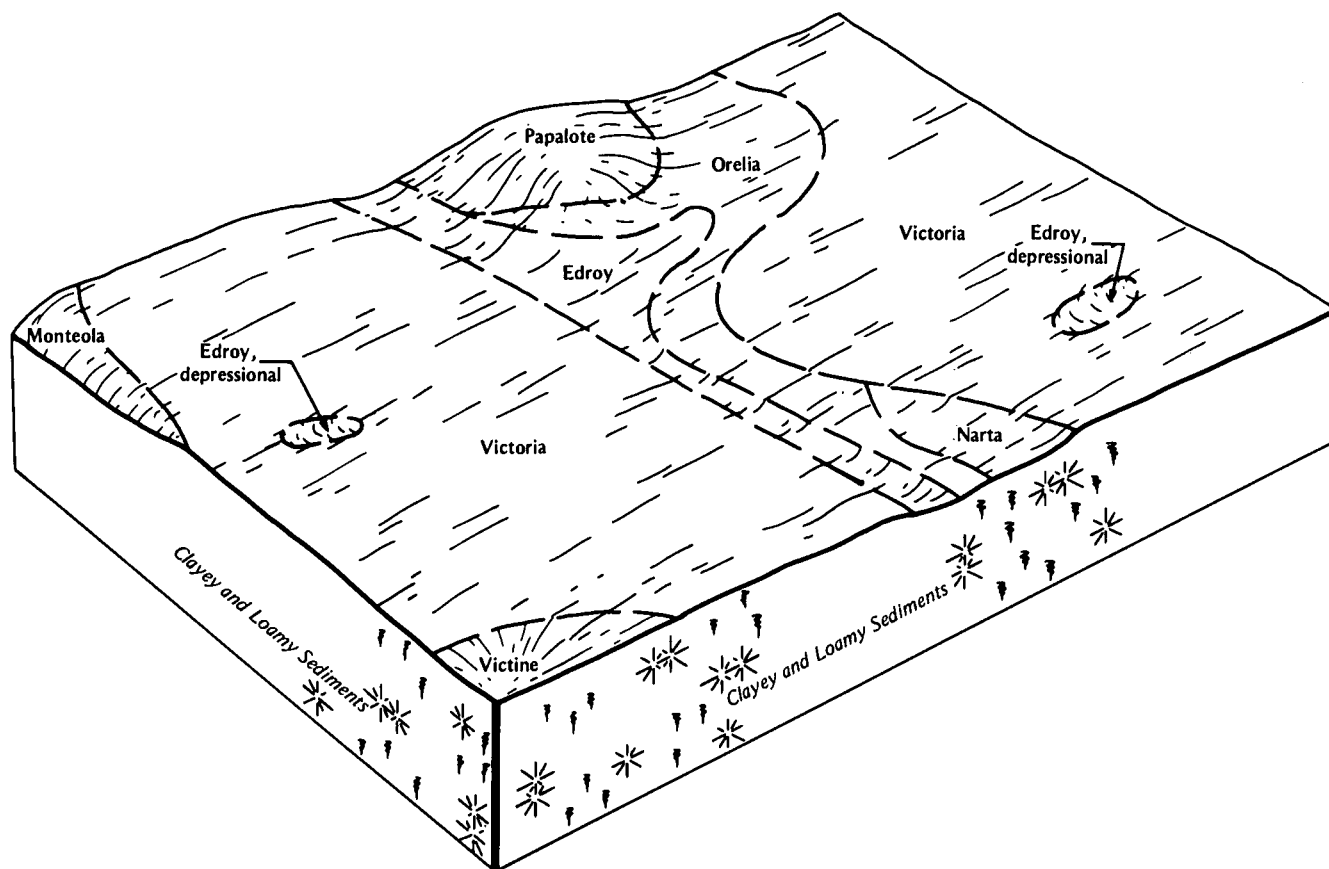 Papalote
Orelia
Victoria
Edroy,
depressional
Edroy
Monteola
Edroy,
depressional
Victoria
Narta
Victine
Clayey and Loamy Sediments
Clayey and Loamy Sediments